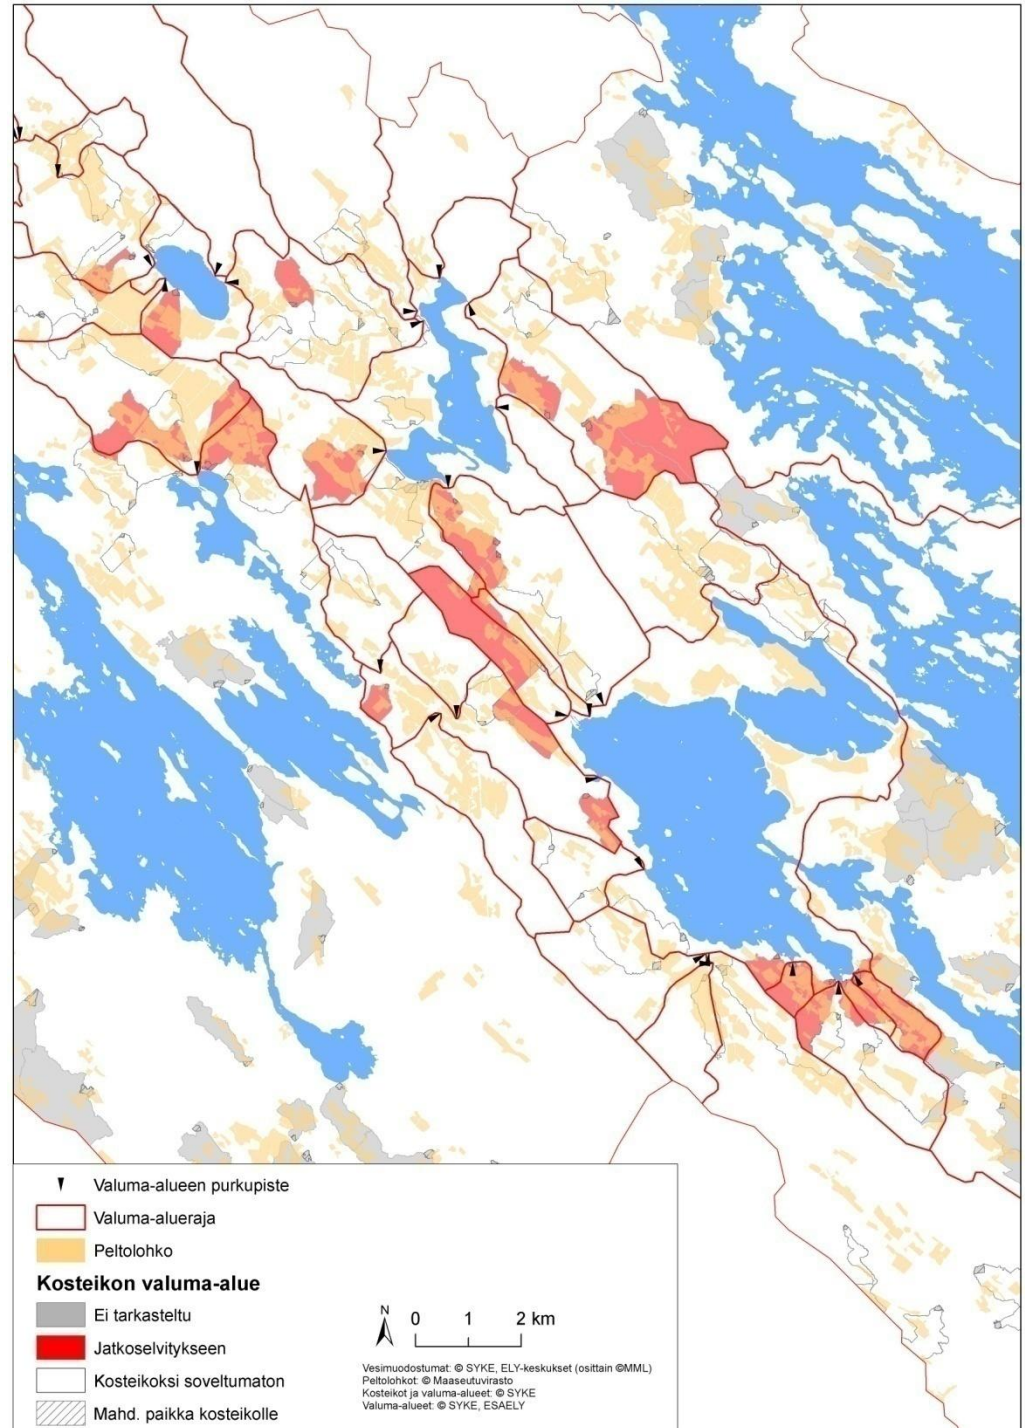 Valuma-alueen purkupiste
Valuma-alueraja
Peltolohko
Kosteikon valuma-alue
Ei tarkasteltu
Jatkoselvitykseen
Kosteikoksi soveltumaton
Mahd. paikka kosteikolle
N
0 1 2 km
Vesimuodostumat: © SYKE, ELY-keskukset (osittain ©MML)
Peltolohkot: © Maaseutuvirasto
Kosteikot ja valuma-alueet: © SYKE
Valuma-alueet: © SYKE, ESAELY